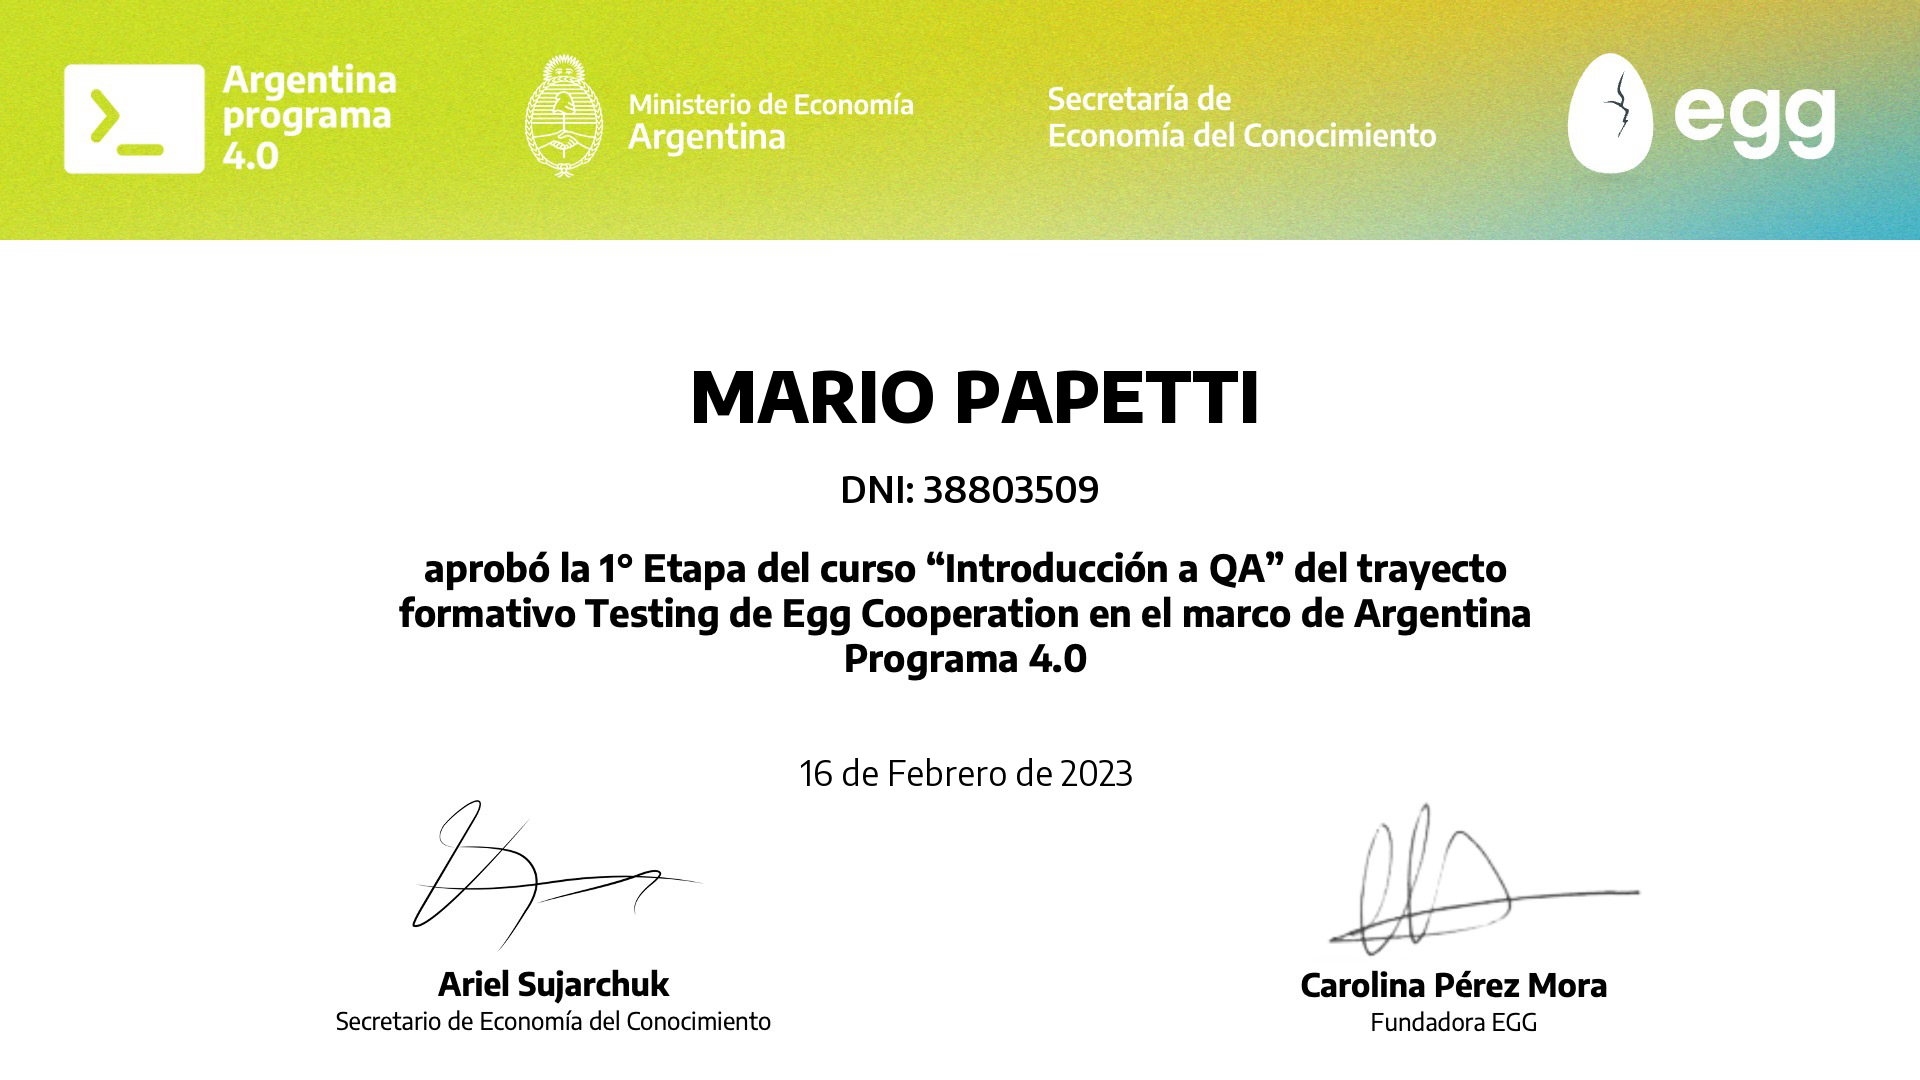 Argentina
programa
4.0
Ministerio de Economía
Argentina
Secretaría de
Economía del Conocimiento
egg
MARIO PAPETTI
DNI: 38803509
aprobó la 1° Etapa del curso “Introducción a QA” del trayecto
formativo Testing de Egg Cooperation en el marco de Argentina
Programa 4.0
16 de Febrero de 2023
Ariel Sujarchuk
Secretario de Economía del Conocimiento
Carolina Pérez Mora
Fundadora EGG